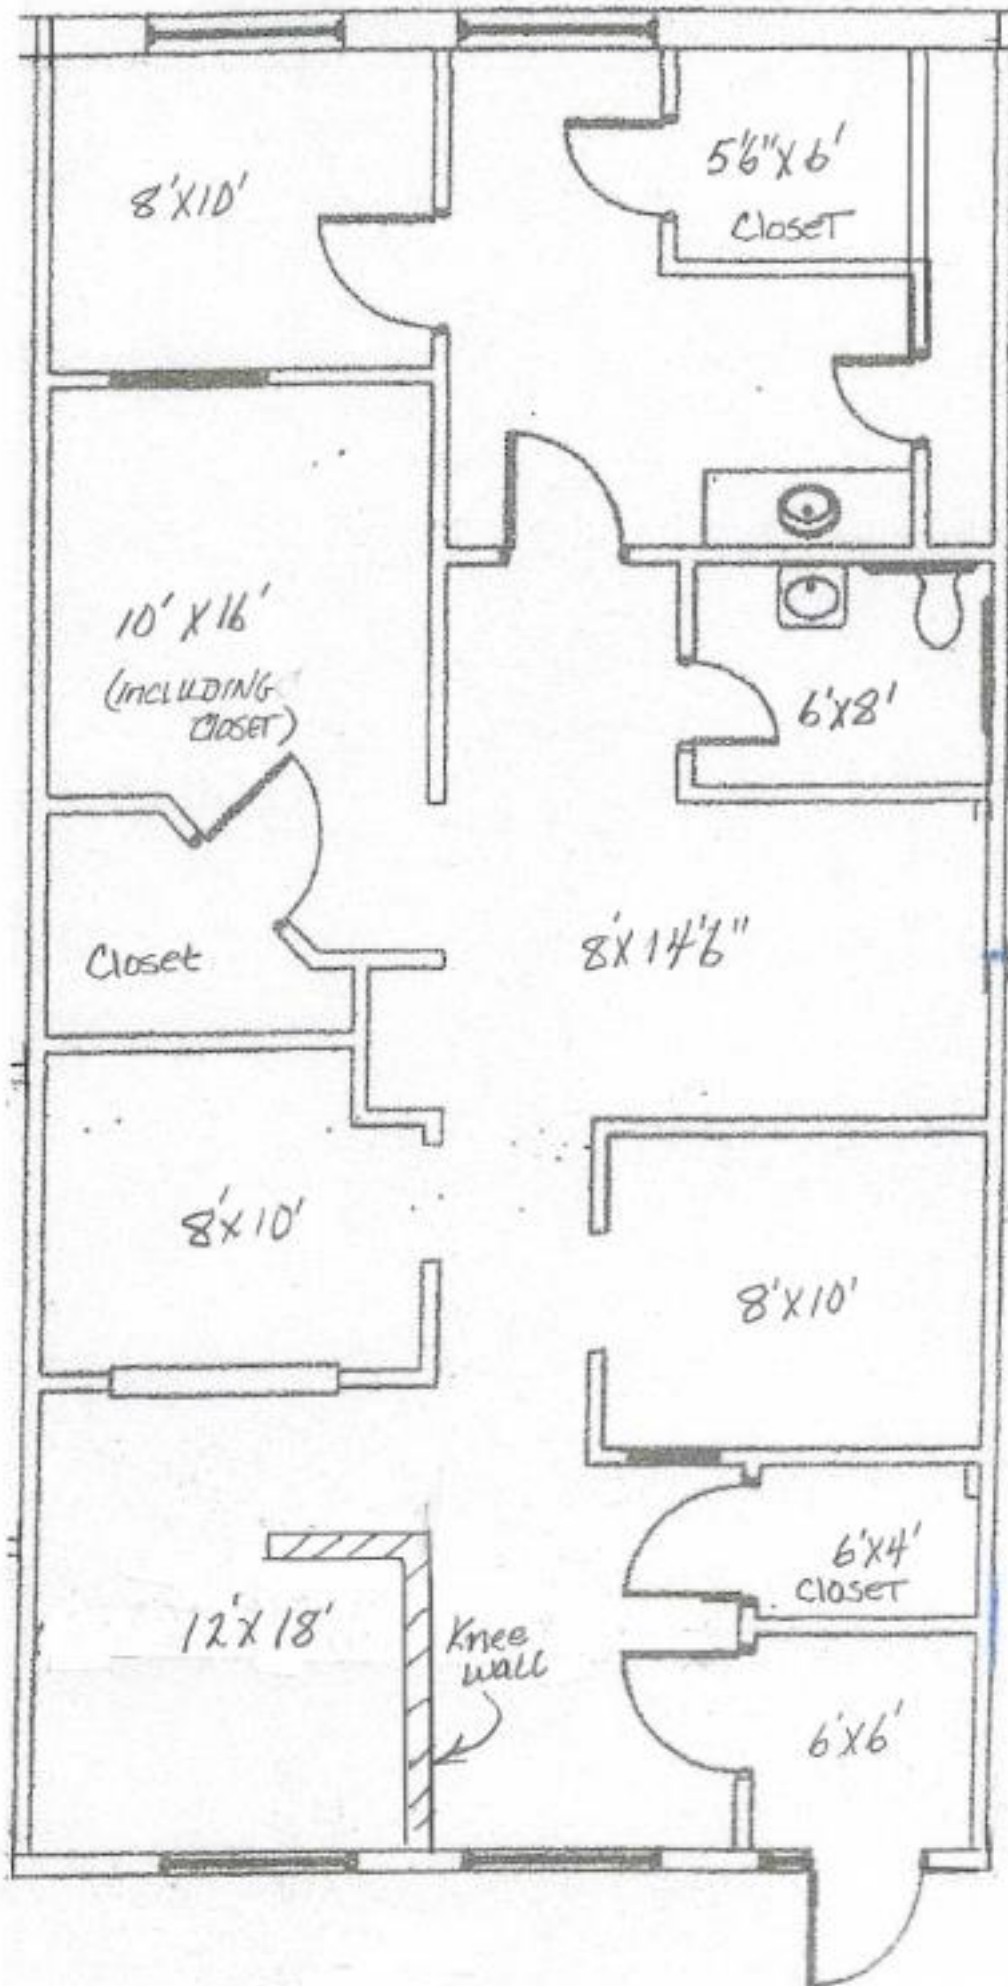 8'X10'
5'6"X6'
Closet
10' X 16'
(INCLUDING
CLOSET)
6'X8'
8'X14'6"
Closet
8'X10'
8'X10'
6'X4'
Closet
12'X18'
Knee
WALL
6'X6'